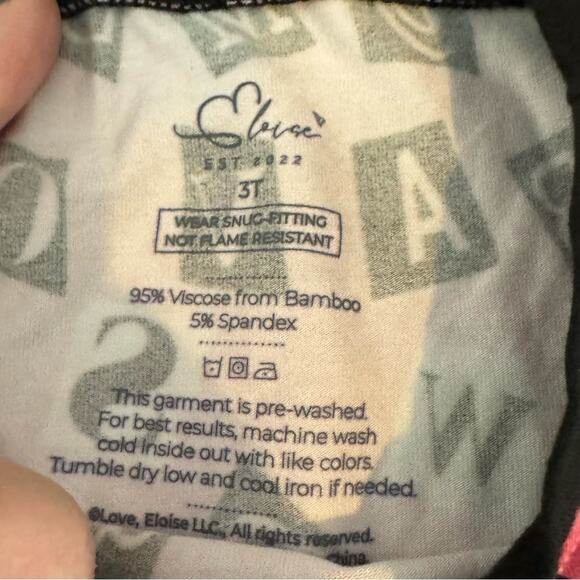 Eloise
EST. 2022
3T
WEAR SNUG-FITTING
NOT FLAME RESISTANT
95% Viscose from Bamboo
5% Spandex
This garment is pre-washed.
For best results, machine wash
cold inside out with like colors.
Tumble dry low and cool iron if needed.
©Love, Eloise LLC, All rights reserved.
China
A
S
W